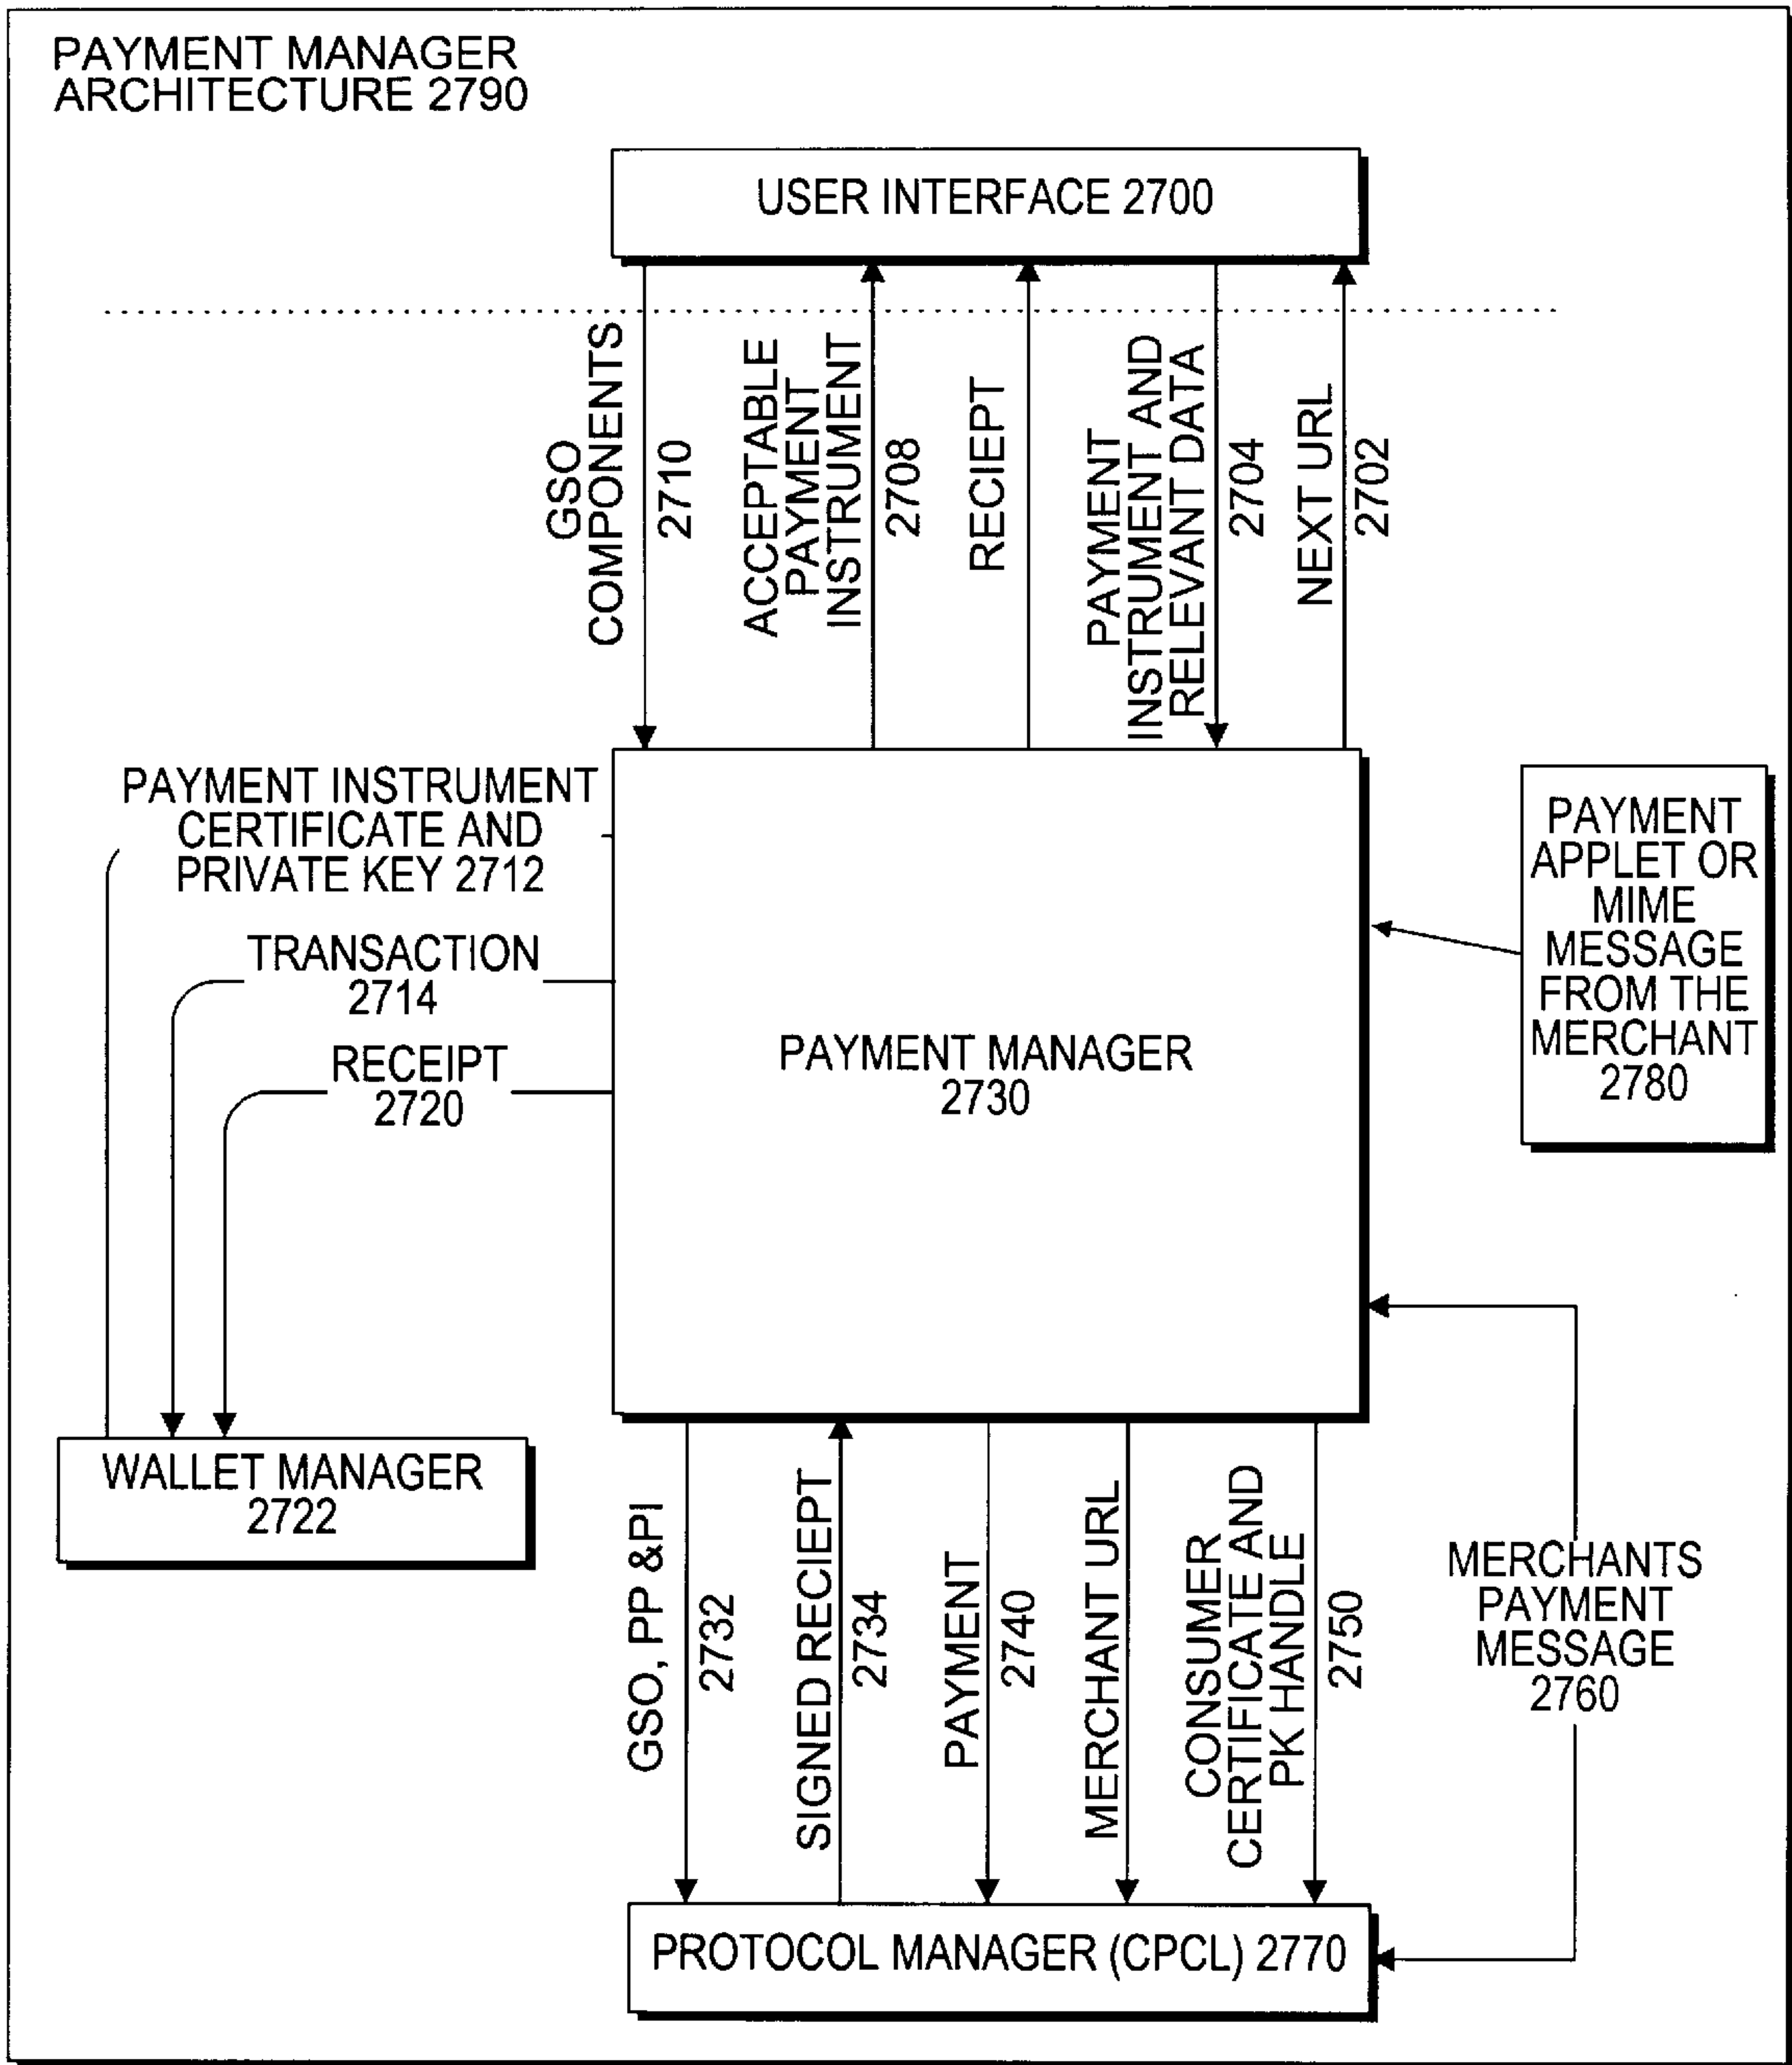 PAYMENT MANAGER
ARCHITECTURE 2790
USER INTERFACE 2700
GSO
COMPONENTS
2710
ACCEPTABLE
PAYMENT
INSTRUMENT
2708
RECIEPT
PAYMENT
INSTRUMENT AND
RELEVANT DATA
2704
NEXT URL
2702
PAYMENT INSTRUMENT
CERTIFICATE AND
PRIVATE KEY 2712
TRANSACTION
2714
RECEIPT
2720
PAYMENT MANAGER
2730
PAYMENT
APPLET OR
MIME
MESSAGE
FROM THE
MERCHANT
2780
WALLET MANAGER
2722
GSO, PP &PI
2732
SIGNED RECIEPT
2734
PAYMENT
2740
MERCHANT URL
CONSUMER
CERTIFICATE AND
PK HANDLE
2750
MERCHANTS
PAYMENT
MESSAGE
2760
PROTOCOL MANAGER (CPCL) 2770